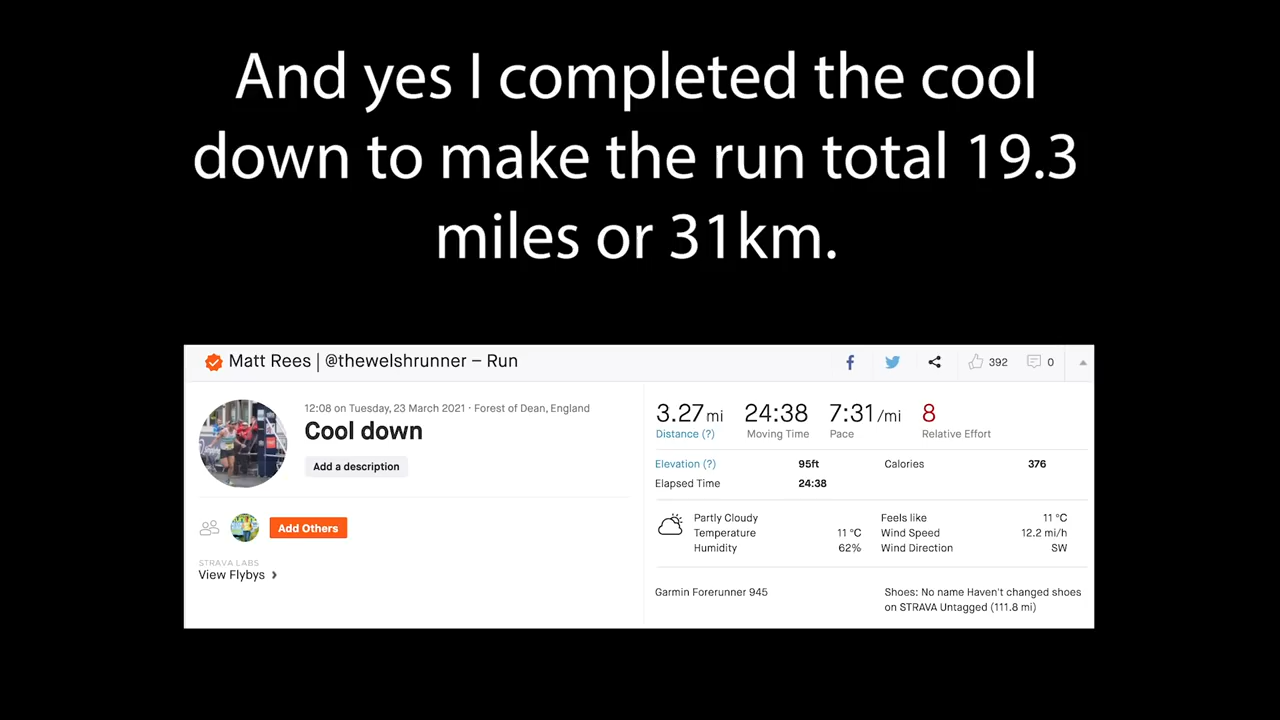 And yes I completed the cool
down to make the run total 19.3
miles or 31km.
Matt Rees | @thewelshrunner – Run
392
0
12:08 on Tuesday, 23 March 2021 · Forest of Dean, England
Cool down
Add a description
Add Others
STRAVA LABS
View Flybys
3.27mi 24:38 7:31/mi 8
Distance (?) Moving Time Pace Relative Effort
Elevation (?) 95ft Calories 376
Elapsed Time 24:38
Partly Cloudy Feels like 11 °C
Temperature 11 °C Wind Speed 12.2 mi/h
Humidity 62% Wind Direction SW
Garmin Forerunner 945
Shoes: No name Haven't changed shoes
on STRAVA Untagged (111.8 mi)